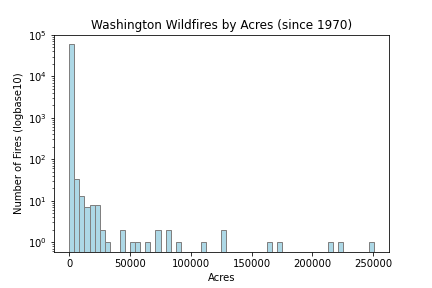 Washington Wildfires by Acres (since 1970)
Number of Fires (logbase10)
10^5
10^4
10^3
10^2
10^1
10^0
0 50000 100000 150000 200000 250000
Acres